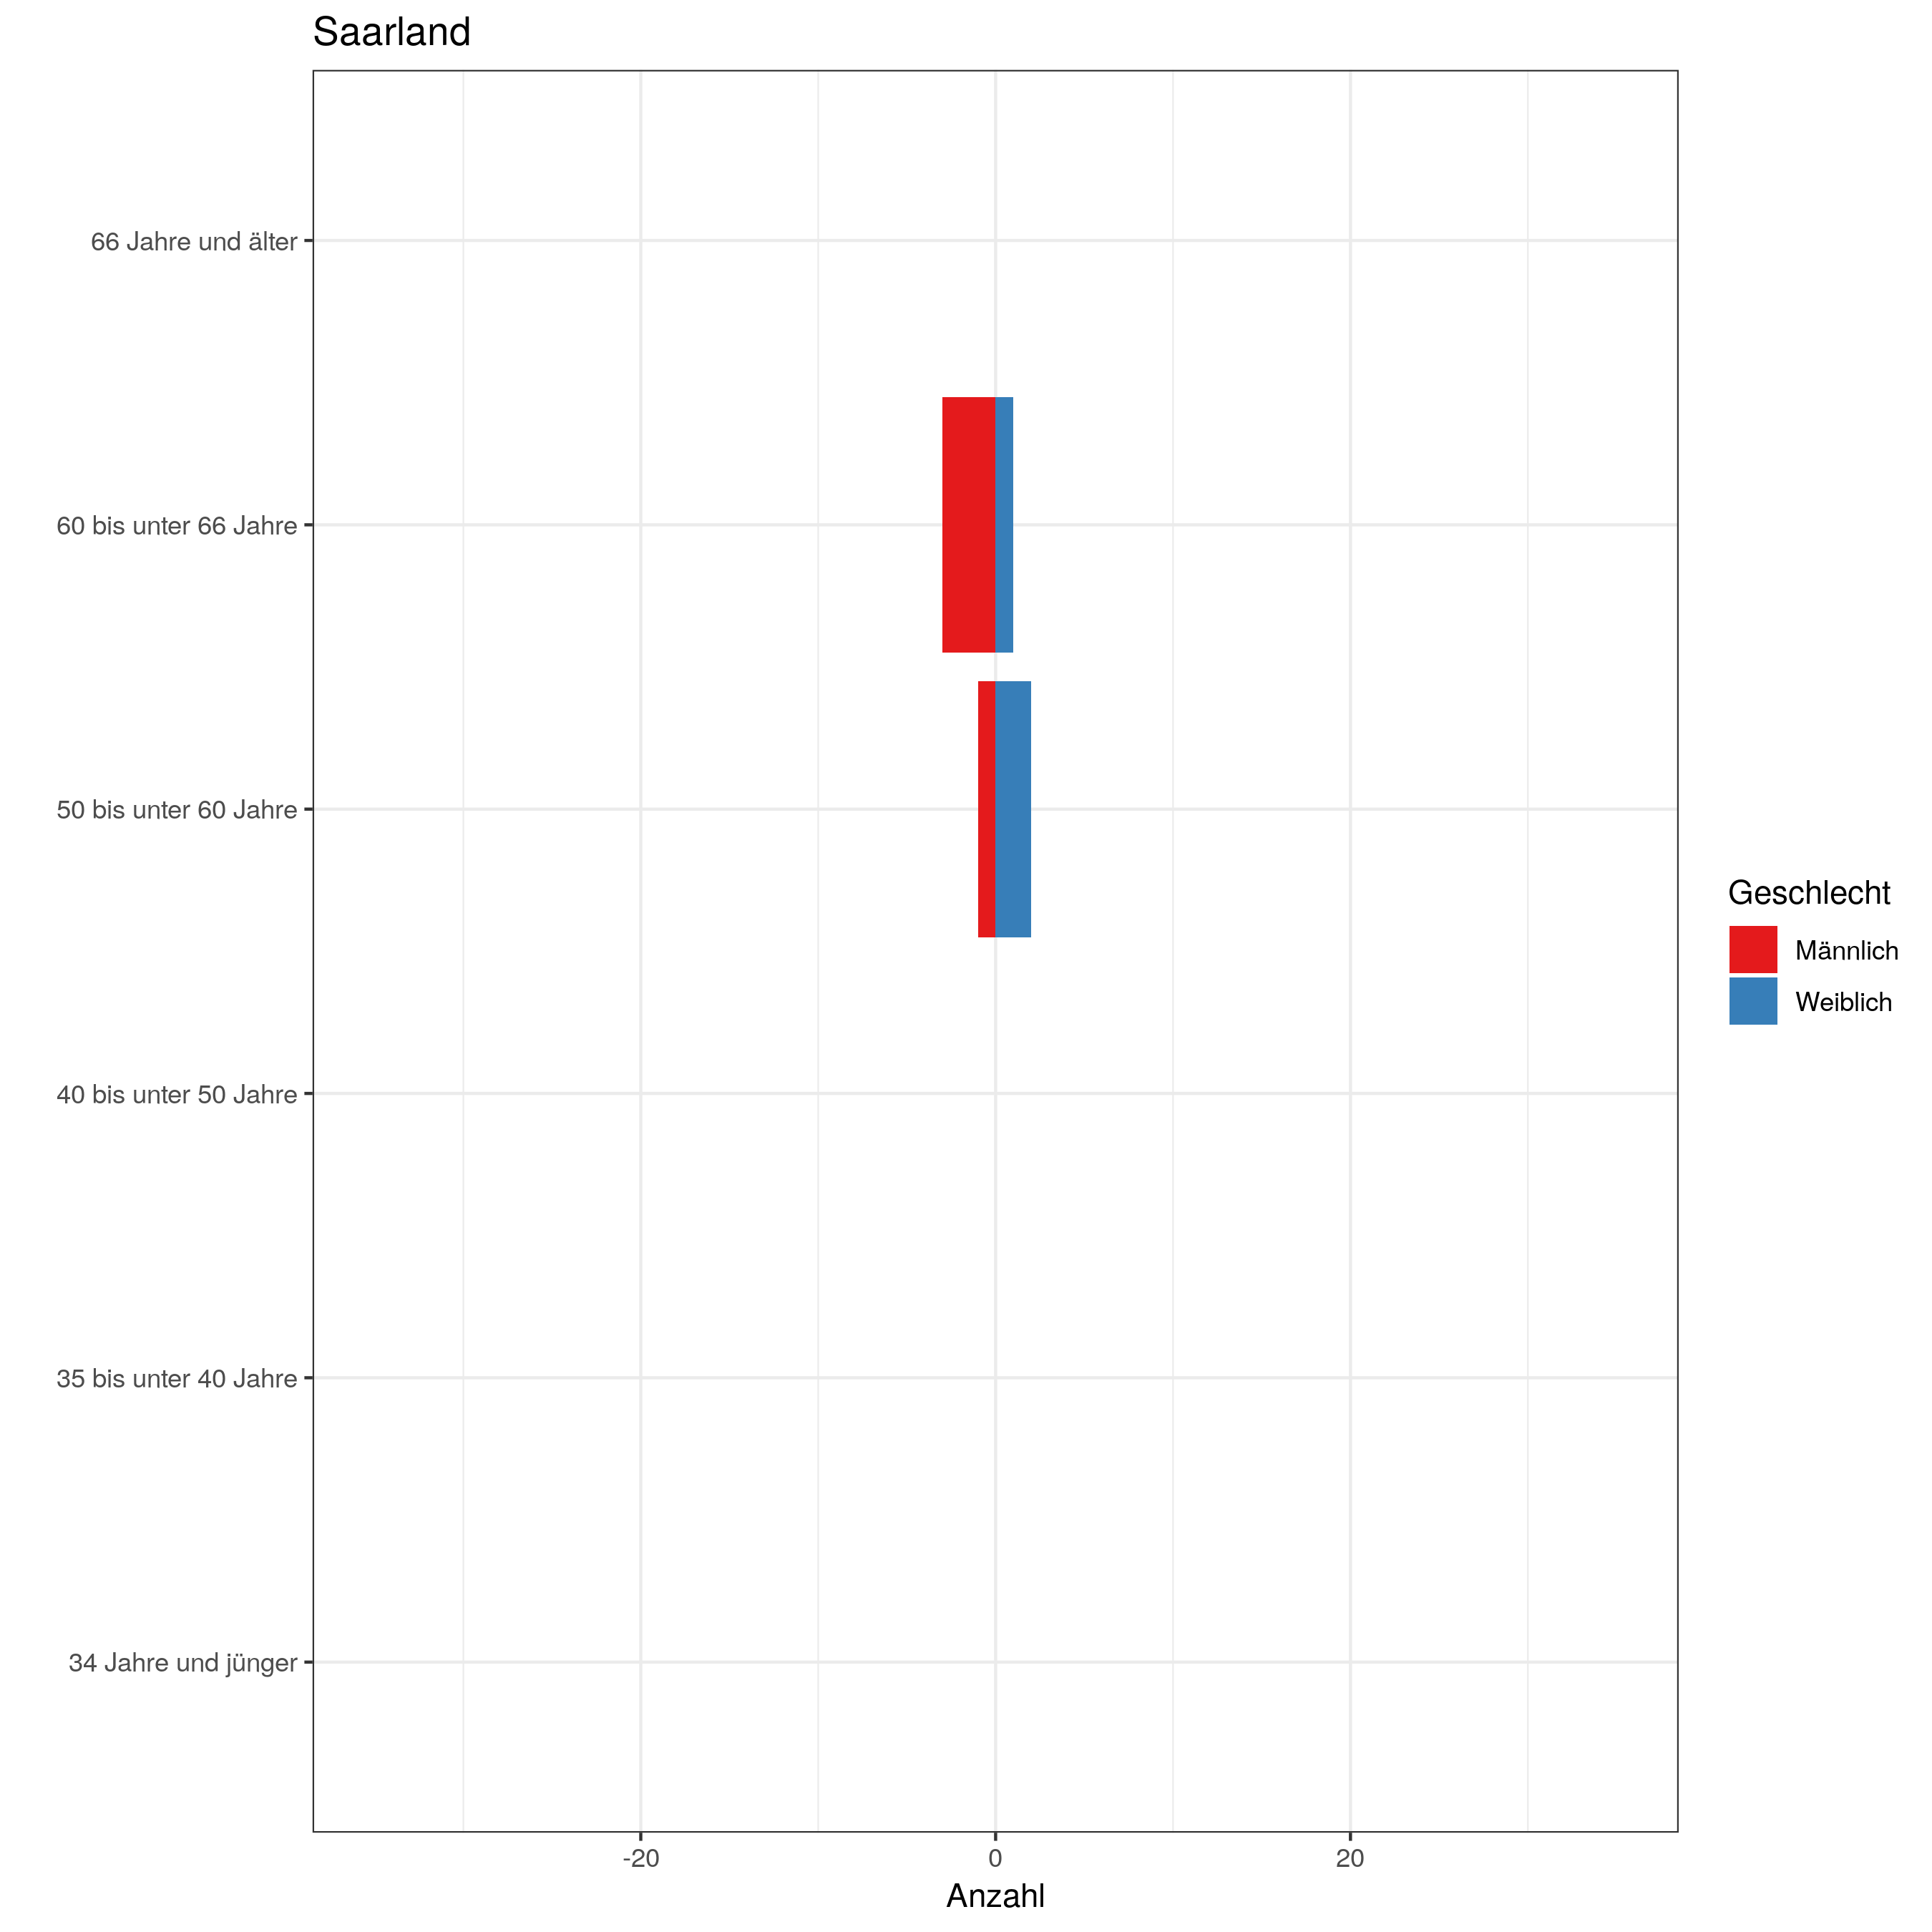 Saarland
66 Jahre und älter
60 bis unter 66 Jahre
50 bis unter 60 Jahre
40 bis unter 50 Jahre
35 bis unter 40 Jahre
34 Jahre und jünger
-20 0 20
Anzahl
Geschlecht
Männlich
Weiblich